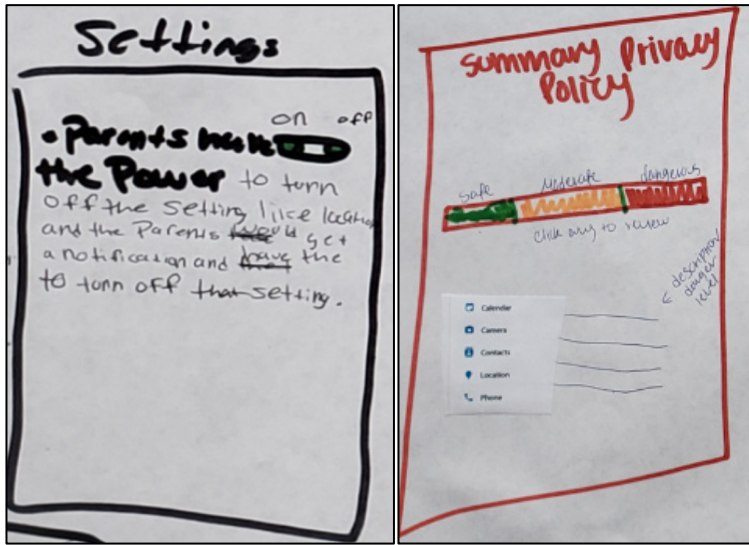 Settings
on off
• Parents have
the Power to turn
off the setting like location
and the Parents would get
a notification and have the
to turn off that setting.
Summary Privacy
Policy
safe Moderate dangerous
click any to review
description
danger
level
Calendar
Camera
Contacts
Location
Phone